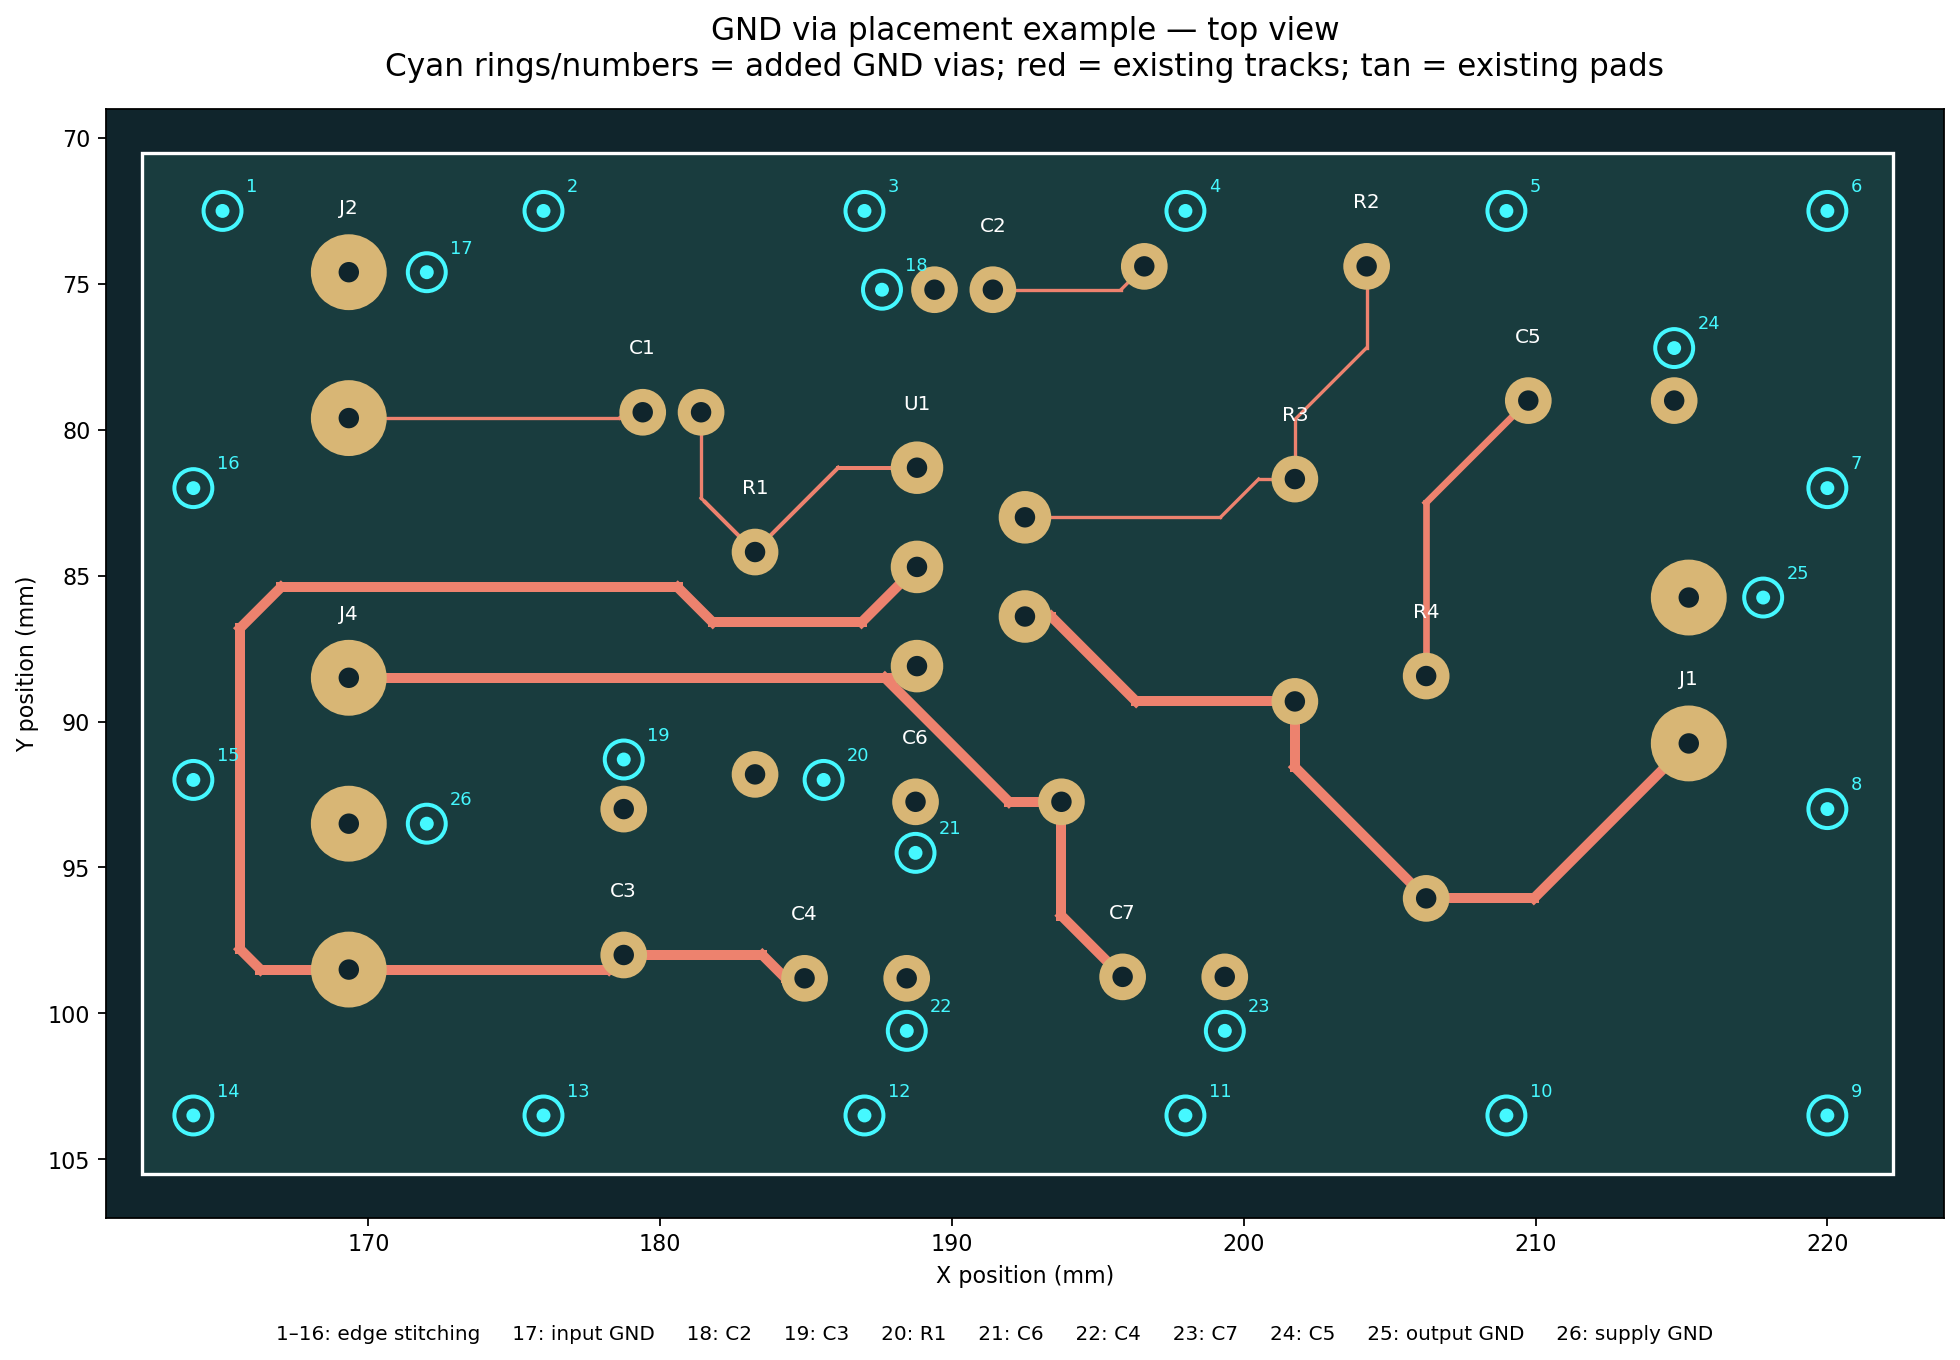 GND via placement example — top view
Cyan rings/numbers = added GND vias; red = existing tracks; tan = existing pads
70
1
2
3
4
5
6
J2
C2
R2
17
18
75
24
C1
C5
U1
80
R3
16
7
R1
85
25
J4
R4
J1
90
19
C6
15
20
8
26
21
95
C3
C4
C7
100
22
23
14
13
12
11
10
9
105
170
180
190
200
210
220
Y position (mm)
X position (mm)
1–16: edge stitching 17: input GND 18: C2 19: C3 20: R1 21: C6 22: C4 23: C7 24: C5 25: output GND 26: supply GND